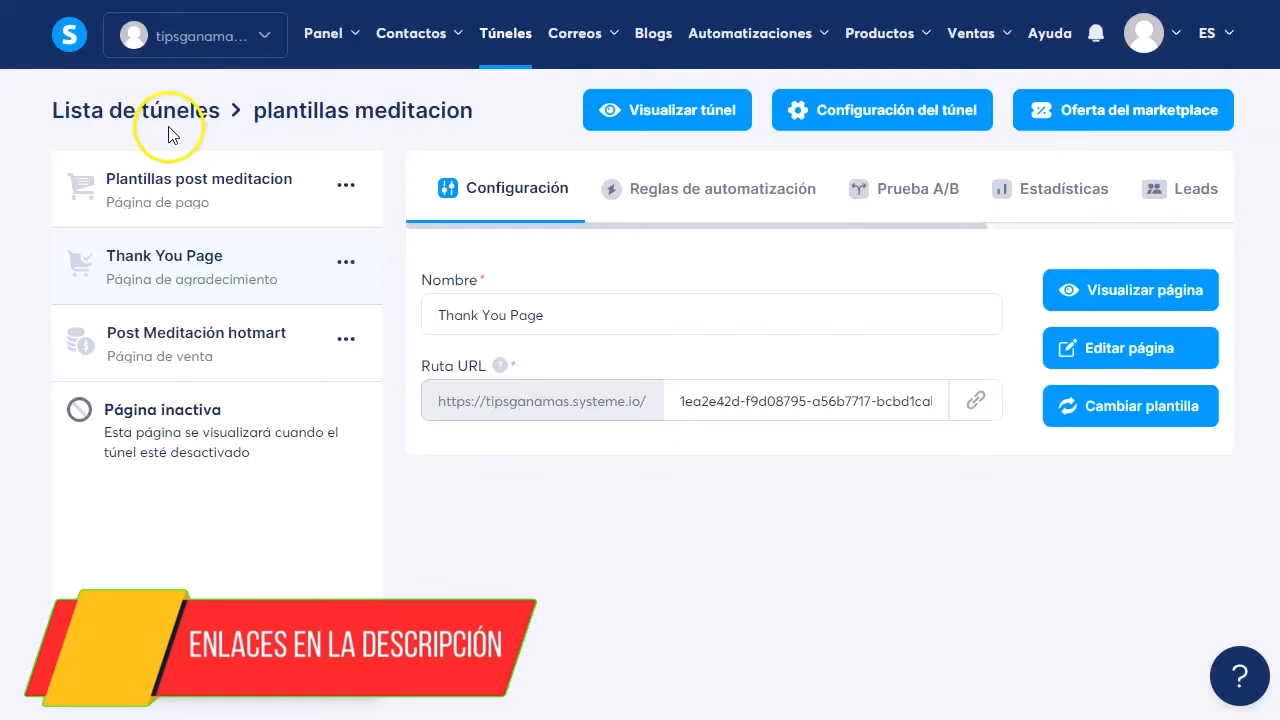 S
tipsganama...
Panel
Contactos
Túneles
Correos
Blogs
Automatizaciones
Productos
Ventas
Ayuda
ES
Lista de túneles > plantillas meditacion
Visualizar túnel
Configuración del túnel
Oferta del marketplace
Plantillas post meditacion
Página de pago
Thank You Page
Página de agradecimiento
Post Meditación hotmart
Página de venta
Página inactiva
Esta página se visualizará cuando el
túnel esté desactivado
Configuración
Reglas de automatización
Prueba A/B
Estadísticas
Leads
Nombre*
Thank You Page
Ruta URL ? *
https://tipsganamas.systeme.io/
1ea2e42d-f9d08795-a56b7717-bcbd1cal
Visualizar página
Editar página
Cambiar plantilla
ENLACES EN LA DESCRIPCIÓN
?